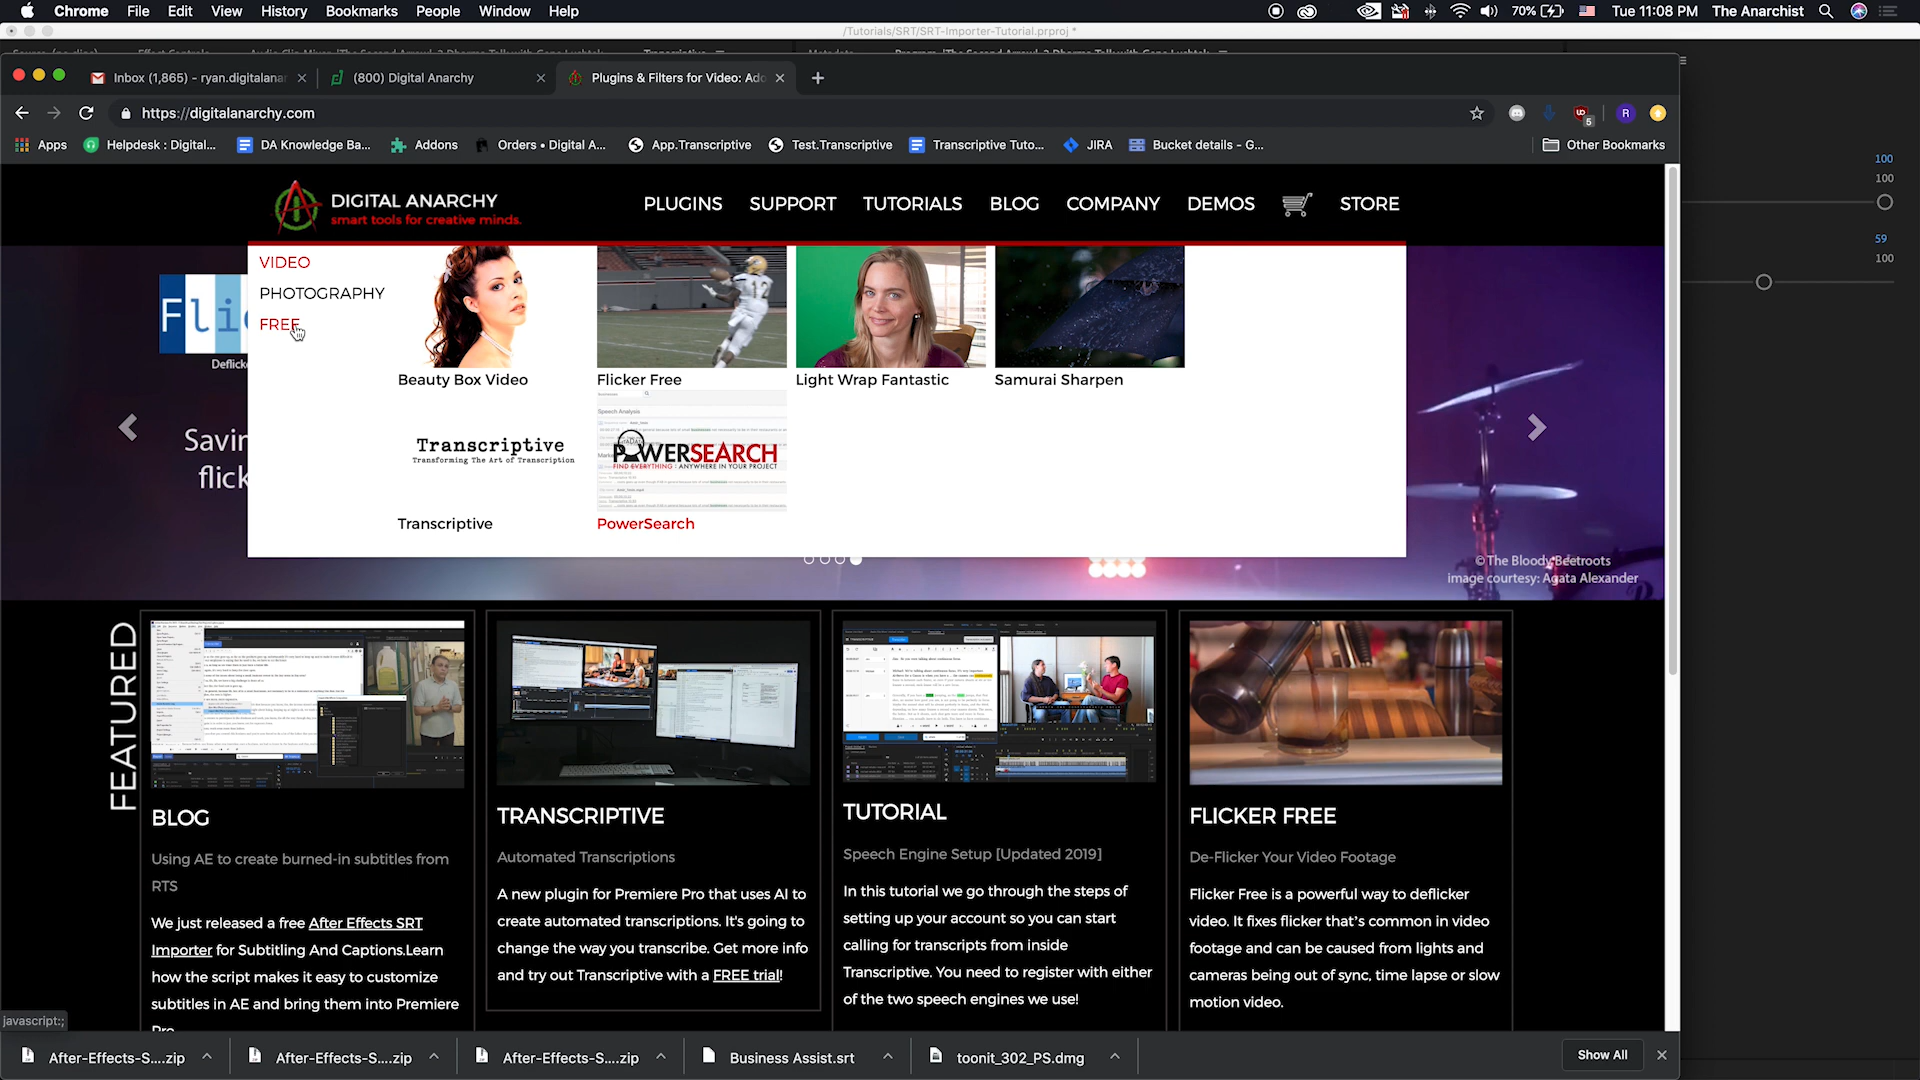 Chrome File Edit View History Bookmarks People Window Help
70% Tue 11:08 PM The Anarchist
/Tutorials/SRT/SRT-Importer-Tutorial.prproj *
Inbox (1,865) - ryan.digitalanar
(800) Digital Anarchy
Plugins & Filters for Video: Ado
https://digitalanarchy.com
Apps Helpdesk : Digital... DA Knowledge Ba... Addons Orders • Digital A... App.Transcriptive Test.Transcriptive Transcriptive Tuto... JIRA Bucket details - G... Other Bookmarks
100
100
59
100
DIGITAL ANARCHY
smart tools for creative minds.
PLUGINS SUPPORT TUTORIALS BLOG COMPANY DEMOS STORE
VIDEO
PHOTOGRAPHY
FREE
Beauty Box Video
Flicker Free
Light Wrap Fantastic
Samurai Sharpen
Transcriptive
Transforming The Art of Transcription
Speech Analysis
POWERSEARCH
FIND EVERYTHING: ANYWHERE IN YOUR PROJECT
Transcriptive
PowerSearch
Flic
Deflick
Savin
flick
12
© The Bloody Beetroots
image courtesy: Agata Alexander
FEATURED
BLOG
Using AE to create burned-in subtitles from
RTS
We just released a free After Effects SRT
Importer for Subtitling And Captions.Learn
how the script makes it easy to customize
subtitles in AE and bring them into Premiere
Pro
TRANSCRIPTIVE
Automated Transcriptions
A new plugin for Premiere Pro that uses AI to
create automated transcriptions. It's going to
change the way you transcribe. Get more info
and try out Transcriptive with a FREE trial!
TUTORIAL
Speech Engine Setup [Updated 2019]
In this tutorial we go through the steps of
setting up your account so you can start
calling for transcripts from inside
Transcriptive. You need to register with either
of the two speech engines we use!
FLICKER FREE
De-Flicker Your Video Footage
Flicker Free is a powerful way to deflicker
video. It fixes flicker that's common in video
footage and can be caused from lights and
cameras being out of sync, time lapse or slow
motion video.
javascript:;
After-Effects-S....zip
After-Effects-S....zip
After-Effects-S....zip
Business Assist.srt
toonit_302_PS.dmg
Show All